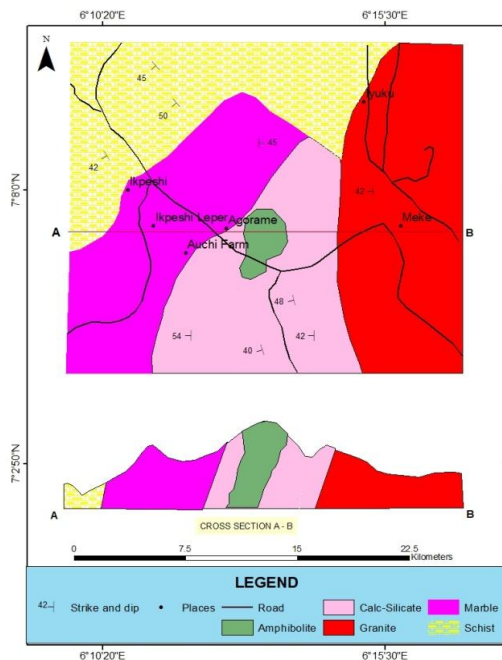 6°10'20"E 6°15'30"E
N
45
50
Iyuku
45
42
Ikpeshi
42
7°8'0"N
Ikpeshi Leper Agorame Meke
A B
Auchi Farm
48
54 42
40
7°2'50"N
A B
CROSS SECTION A - B
0 7.5 15 22.5
Kilometers
LEGEND
42 Strike and dip Places Road Calc-Silicate Marble
Amphibolite Granite Schist
6°10'20"E 6°15'30"E